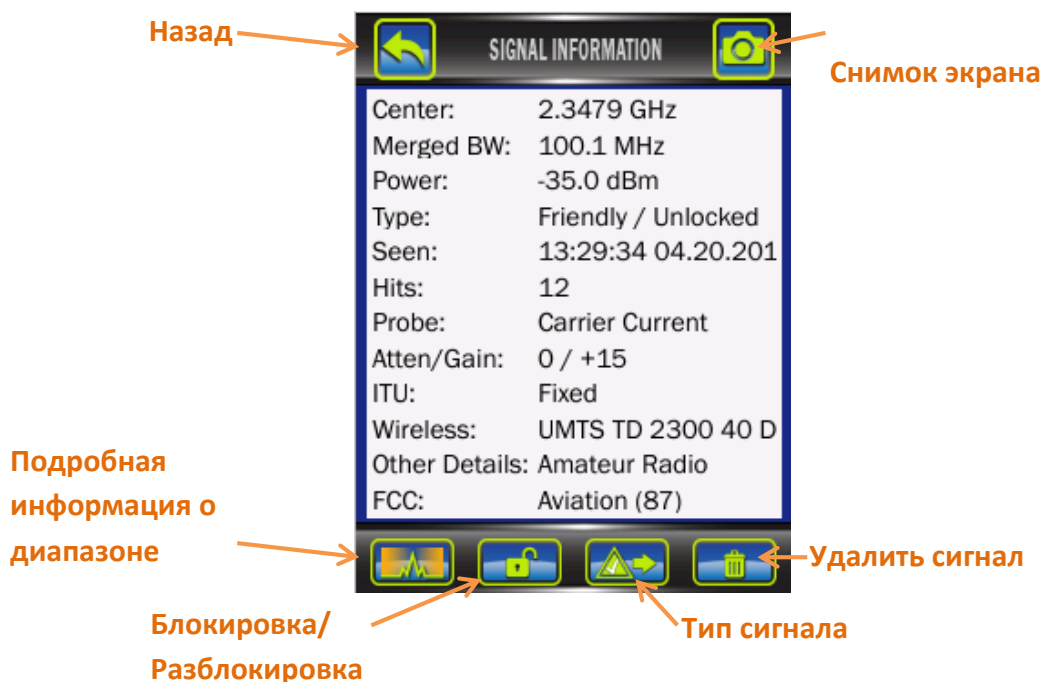 Назад
SIGNAL INFORMATION
Снимок экрана
Center: 2.3479 GHz
Merged BW: 100.1 MHz
Power: -35.0 dBm
Type: Friendly / Unlocked
Seen: 13:29:34 04.20.201
Hits: 12
Probe: Carrier Current
Atten/Gain: 0 / +15
ITU: Fixed
Wireless: UMTS TD 2300 40 D
Other Details: Amateur Radio
FCC: Aviation (87)
Подробная
информация о
диапазоне
Удалить сигнал
Блокировка/
Разблокировка
Тип сигнала